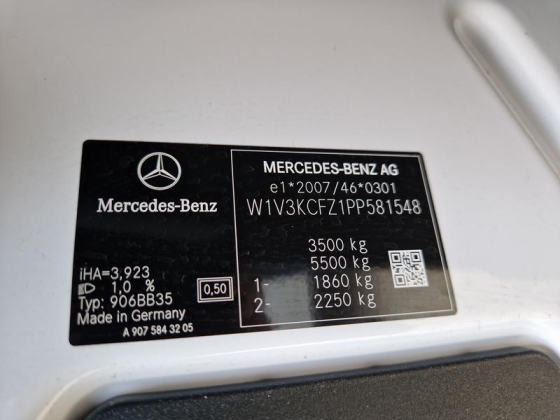 Mercedes-Benz
iHA=3,923
1,0 %
0,50
Typ: 906BB35
Made in Germany
A 907 584 32 05
MERCEDES-BENZ AG
e1*2007/46*0301
W1V3KCFZ1PP581548
3500 kg
5500 kg
1- 1860 kg
2- 2250 kg